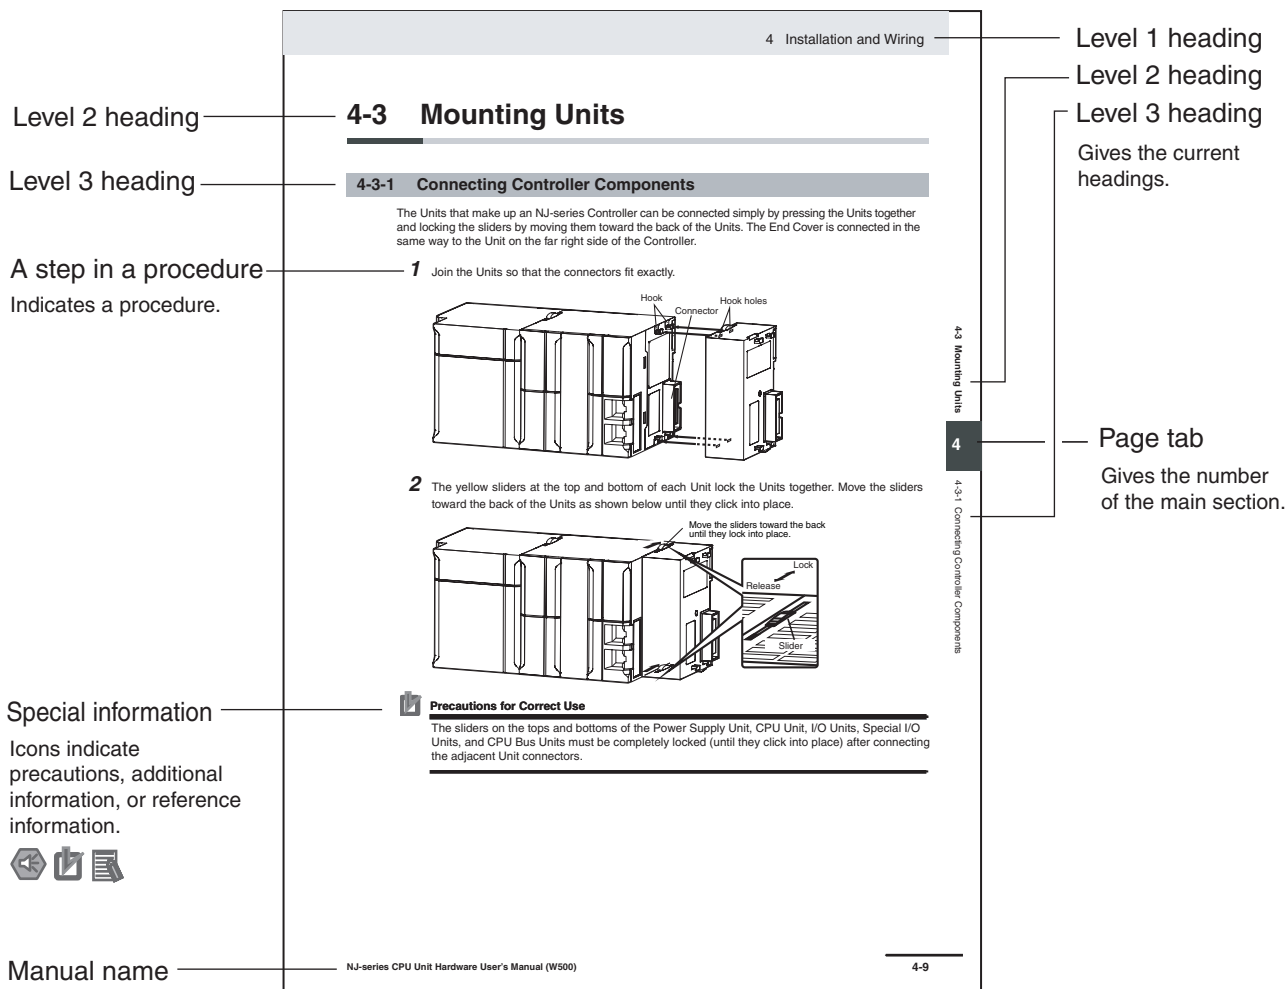 4 Installation and Wiring
Level 1 heading
Level 2 heading
Level 3 heading
Gives the current
headings.
Level 2 heading
4-3 Mounting Units
Level 3 heading
4-3-1 Connecting Controller Components
The Units that make up an NJ-series Controller can be connected simply by pressing the Units together
and locking the sliders by moving them toward the back of the Units. The End Cover is connected in the
same way to the Unit on the far right side of the Controller.
A step in a procedure
Indicates a procedure.
1 Join the Units so that the connectors fit exactly.
Hook
Connector
Hook holes
4-3 Mounting Units
4
Page tab
Gives the number
of the main section.
4-3-1 Connecting Controller Components
2 The yellow sliders at the top and bottom of each Unit lock the Units together. Move the sliders
toward the back of the Units as shown below until they click into place.
Move the sliders toward the back
until they lock into place.
Lock
Release
Slider
Special information
Icons indicate
precautions, additional
information, or reference
information.
Precautions for Correct Use
The sliders on the tops and bottoms of the Power Supply Unit, CPU Unit, I/O Units, Special I/O
Units, and CPU Bus Units must be completely locked (until they click into place) after connecting
the adjacent Unit connectors.
Manual name
NJ-series CPU Unit Hardware User's Manual (W500)
4-9